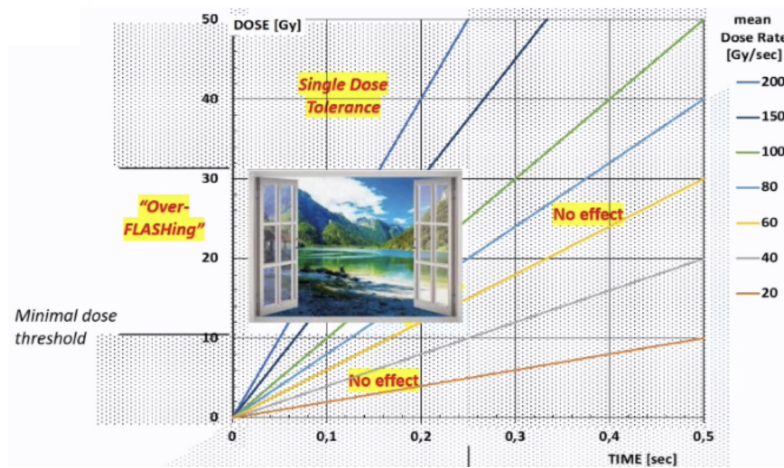 50
DOSE [Gy]
mean
Dose Rate
[Gy/sec]
200
150
100
80
60
40
20
Single Dose
Tolerance
40
30
"Over-
FLASHing"
No effect
20
Minimal dose
threshold
10
No effect
0
0
0,1
0,2
0,3
0,4
0,5
TIME [sec]